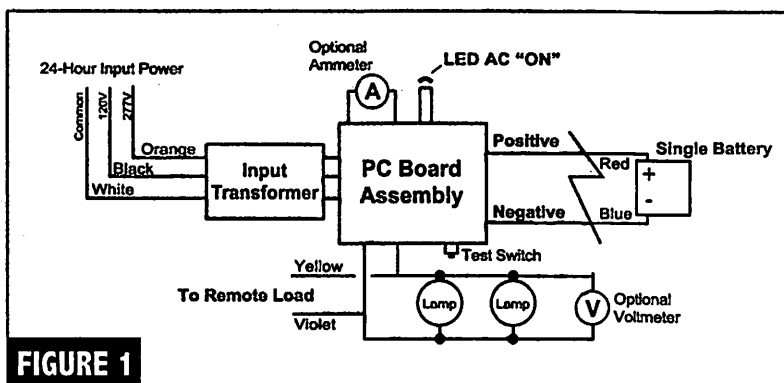 Optional
Ammeter
LED AC "ON"
24-Hour Input Power
A
Common
120V
277V
Orange
Black
White
Input
Transformer
PC Board
Assembly
Positive
Negative
Red
Blue
Single Battery
+
-
Test Switch
Yellow
To Remote Load
Violet
Lamp
Lamp
V
Optional
Voltmeter
FIGURE 1